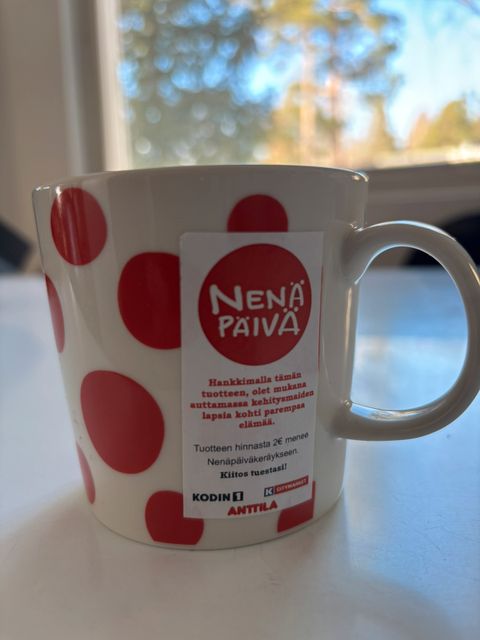 NENÄ
PÄIVÄ
Hankkimalla tämän
tuotteen, olet mukana
auttamassa kehitysmaiden
lapsia kohti parempaa
elämää.
Tuotteen hinnasta 2€ menee
Nenäpäiväkeräykseen.
Kiitos tuestasi!
KODIN 1
K CITYMARKET
ANTTILA